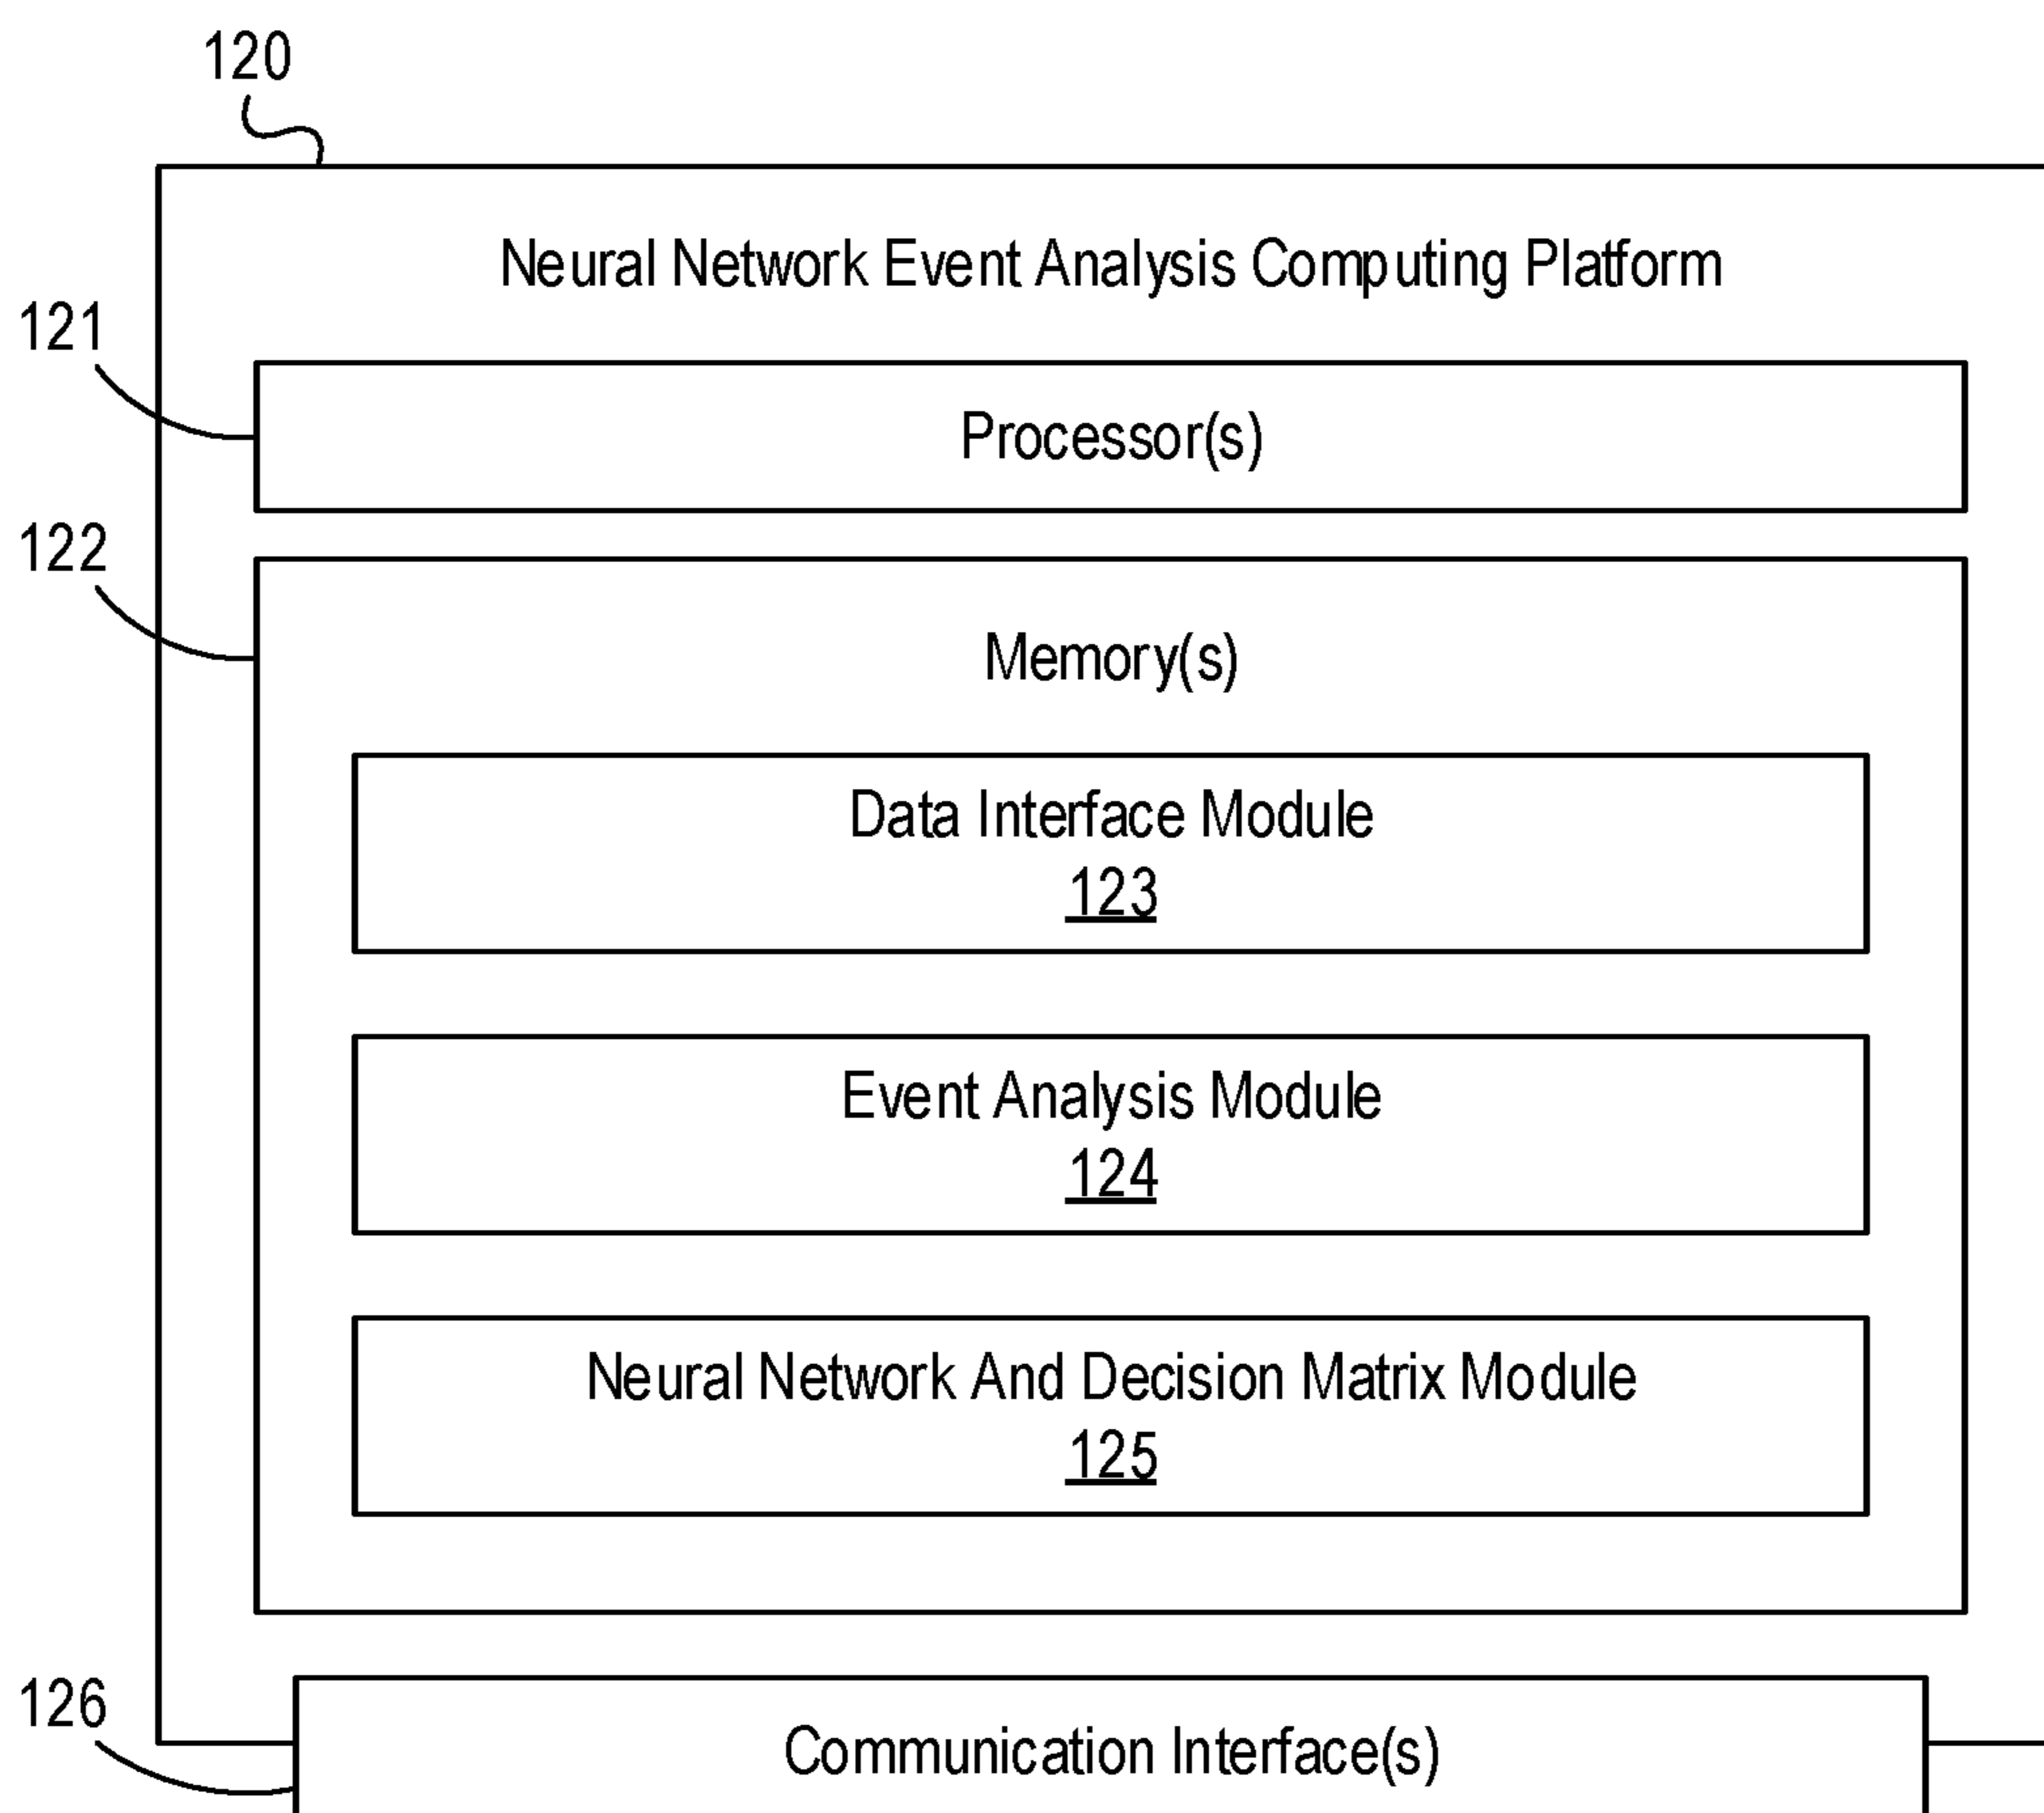 120
Neural Network Event Analysis Computing Platform
121
Processor(s)
122
Memory(s)
Data Interface Module
123
Event Analysis Module
124
Neural Network And Decision Matrix Module
125
126
Communication Interface(s)